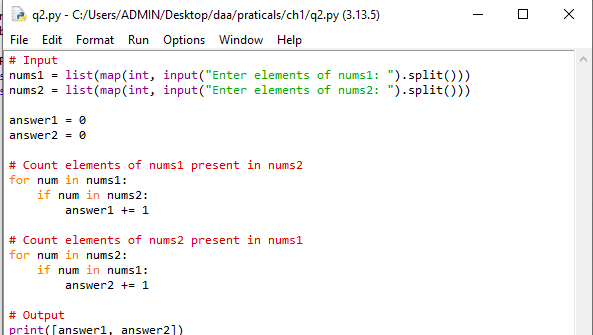 q2.py - C:/Users/ADMIN/Desktop/daa/praticals/ch1/q2.py (3.13.5)
File Edit Format Run Options Window Help
# Input
nums1 = list(map(int, input("Enter elements of nums1: ").split()))
nums2 = list(map(int, input("Enter elements of nums2: ").split()))

answer1 = 0
answer2 = 0

# Count elements of nums1 present in nums2
for num in nums1:
    if num in nums2:
        answer1 += 1

# Count elements of nums2 present in nums1
for num in nums2:
    if num in nums1:
        answer2 += 1

# Output
print([answer1, answer2])